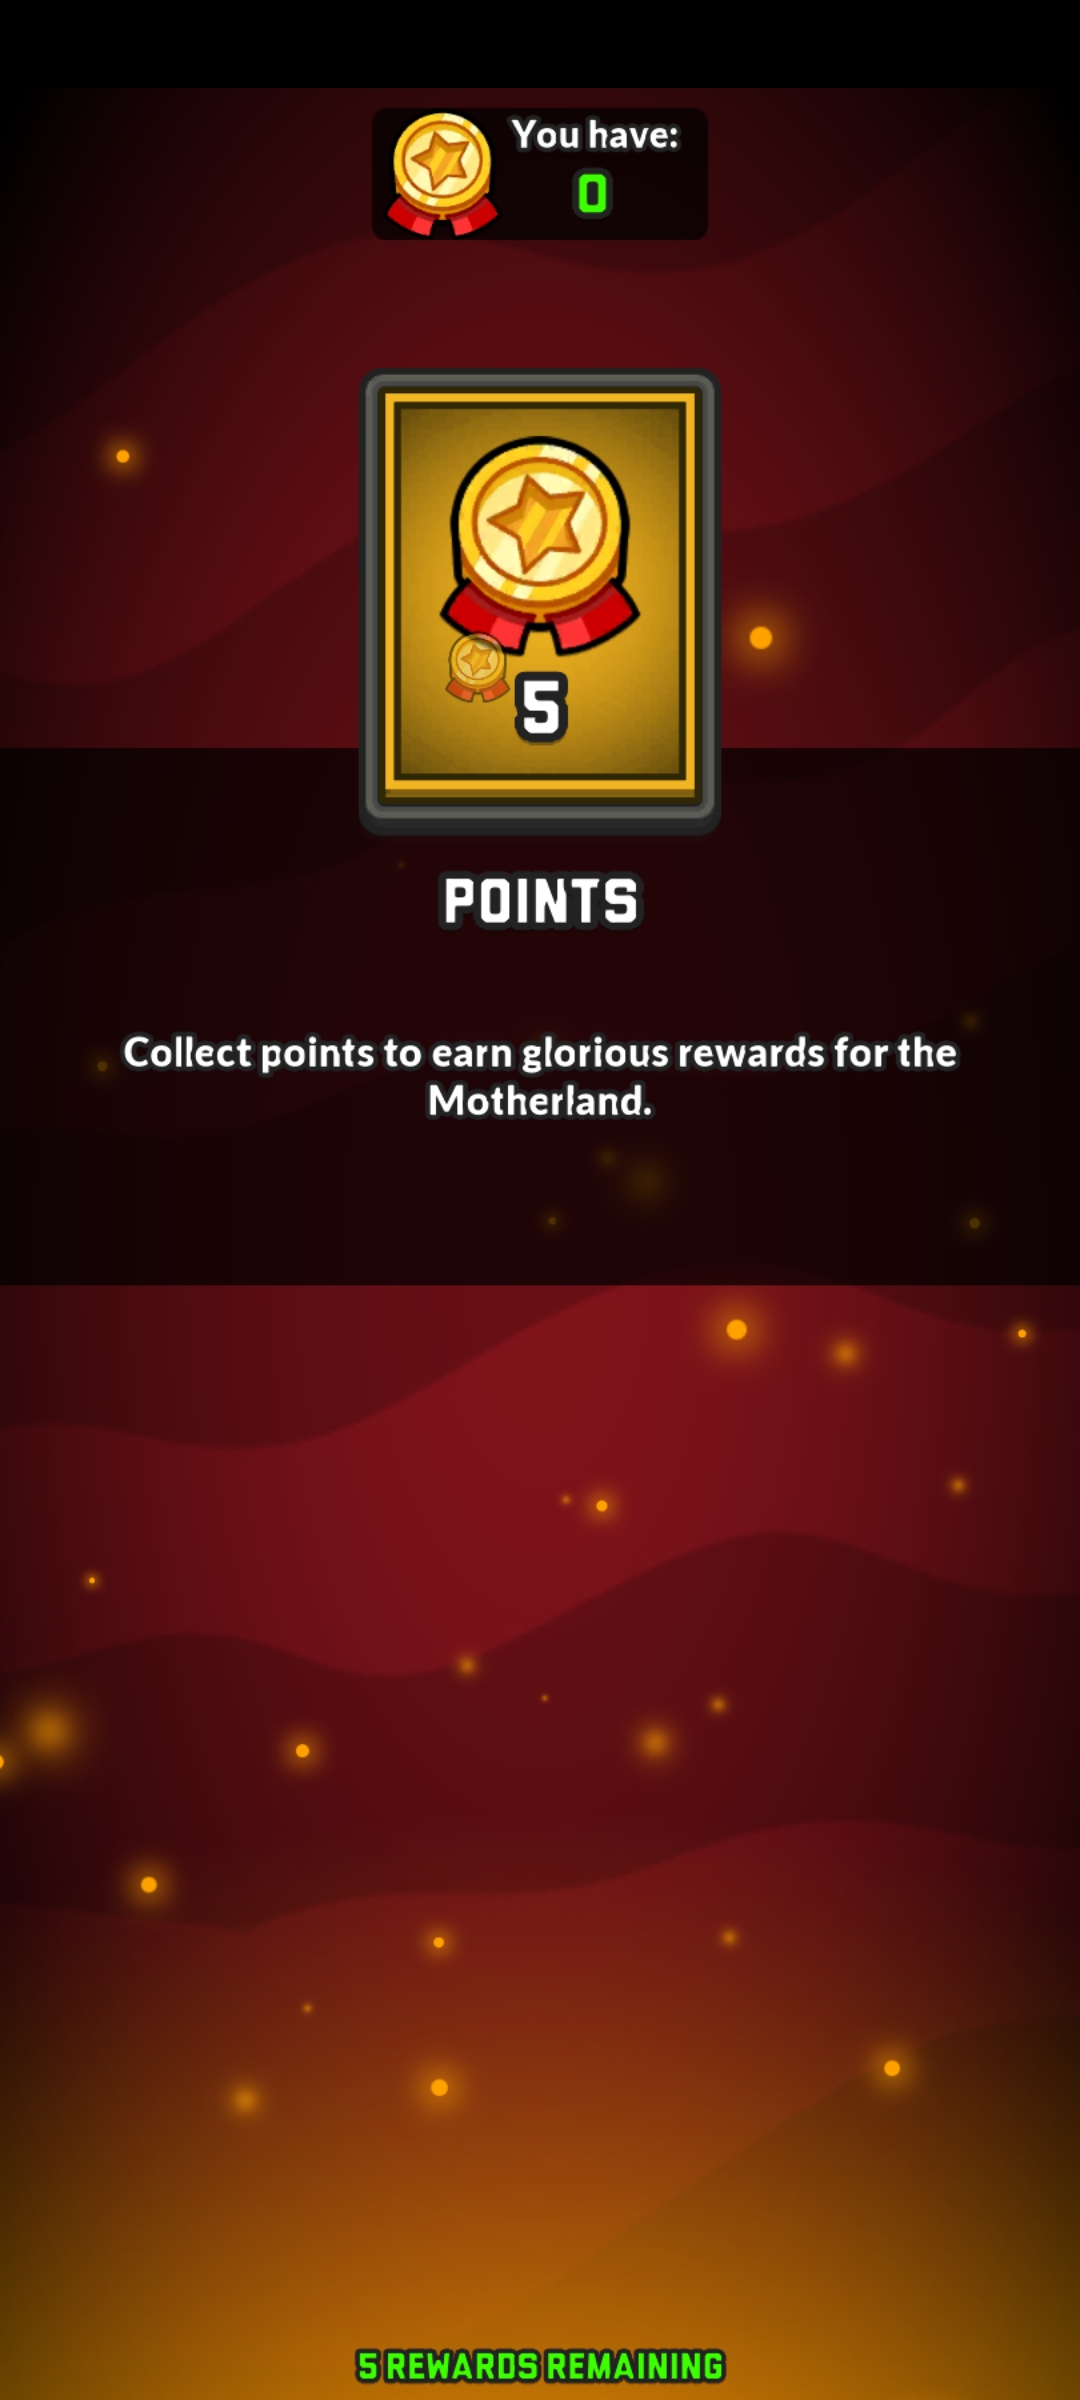 You have:
0
5
POINTS
Collect points to earn glorious rewards for the
Motherland.
5 REWARDS REMAINING